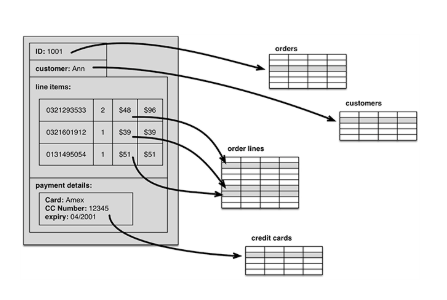 ID: 1001
customer: Ann
line items:
0321293533 2 $48 $96
0321601912 1 $39 $39
0131495054 1 $51 $51
payment details:
Card: Amex
CC Number: 12345
expiry: 04/2001
orders
customers
order lines
credit cards